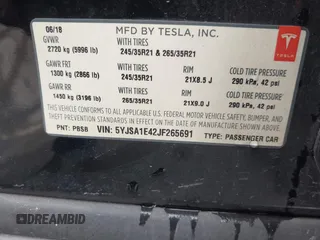 06/18 MFD BY TESLA, INC.
GVWR WITH TIRES
2720 kg (5996 lb) 245/35R21 & 265/35R21
TESLA
GAWR FRT WITH TIRES RIM COLD TIRE PRESSURE
1300 kg (2866 lb) 245/35R21 21X8.5 J 290 kPa, 42 psi
GAWR RR WITH TIRES RIM COLD TIRE PRESSURE
1450 kg (3196 lb) 265/35R21 21X9.0 J 290 kPa, 42 psi
THIS VEHICLE CONFORMS TO ALL APPLICABLE FEDERAL MOTOR VEHICLE
SAFETY, BUMPER, AND THEFT PREVENTION STANDARDS IN EFFECT ON THE
DATE OF MANUFACTURE SHOWN ABOVE.
PNT: PBSB VIN: 5YJSA1E42JF265691 TYPE: PASSENGER CAR
DAMAGEDBID